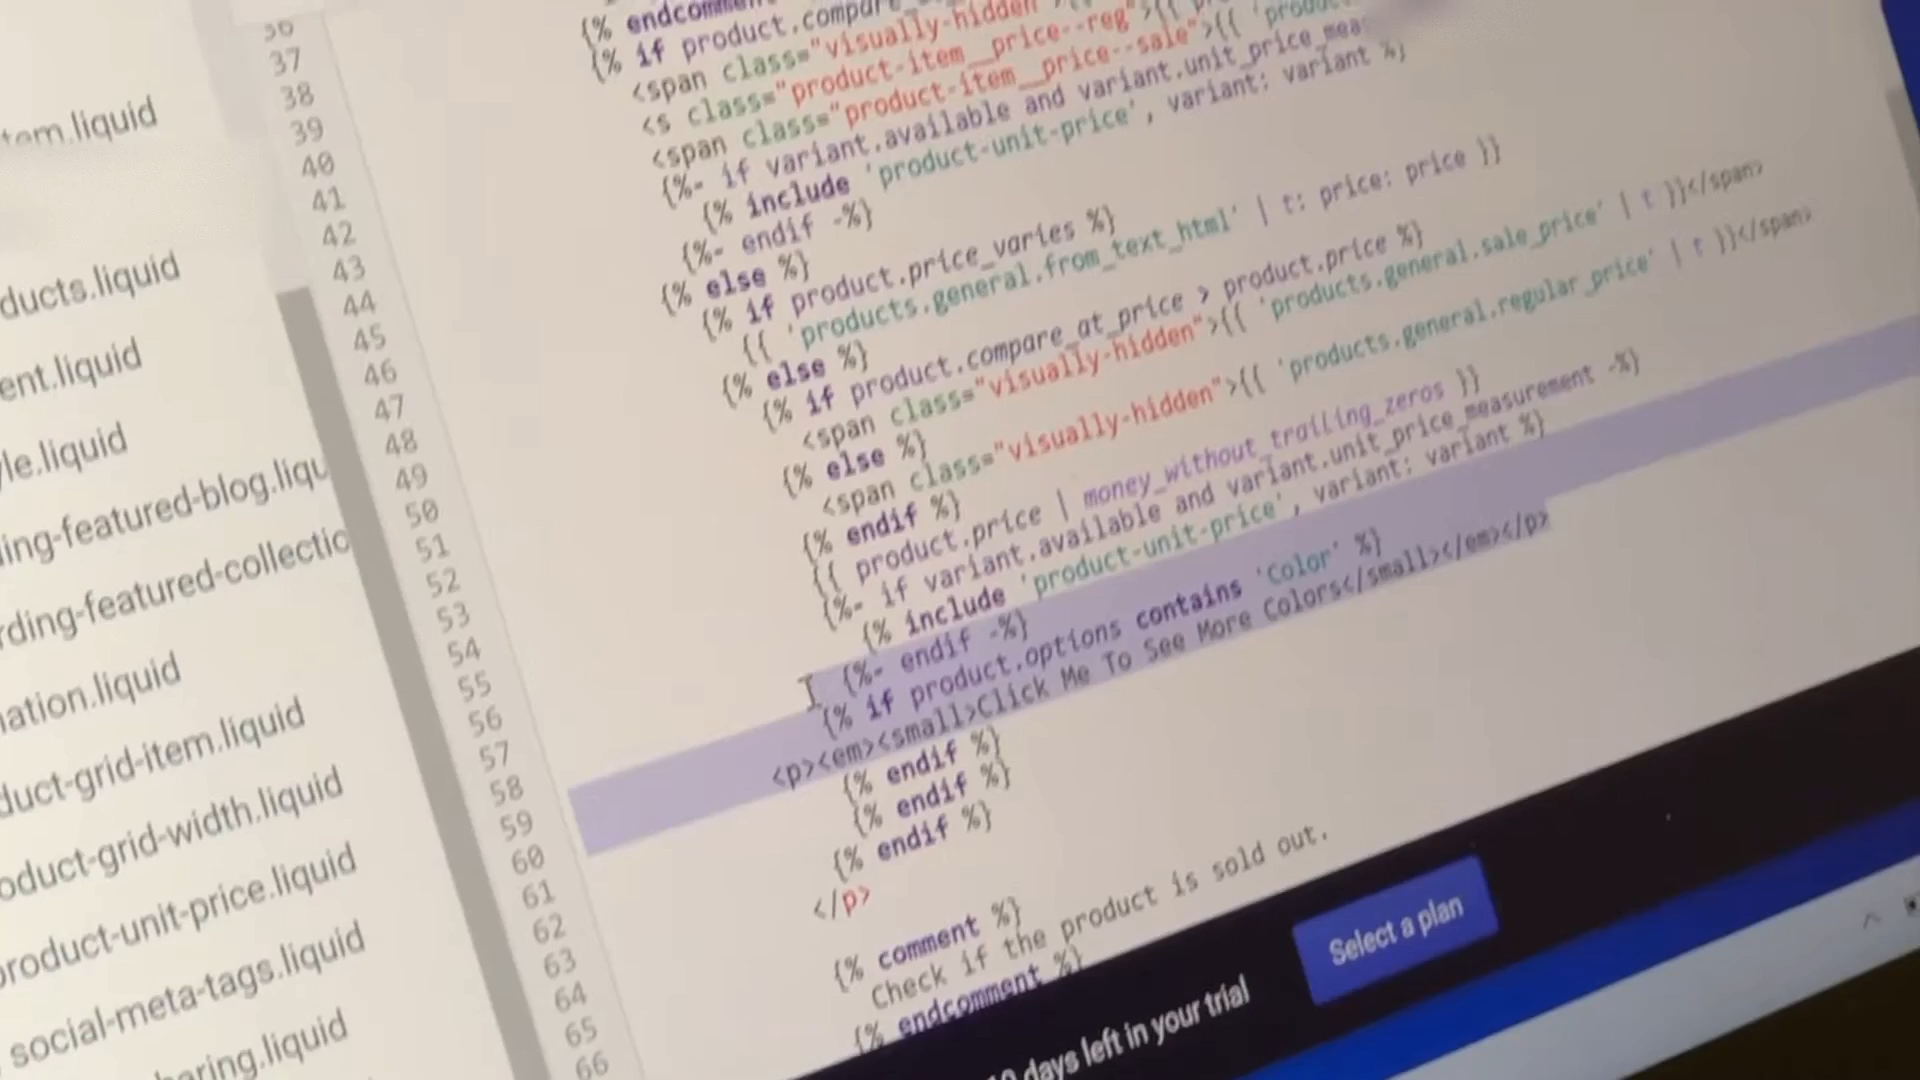 tem.liquid
ducts.liquid
ent.liquid
le.liquid
ing-featured-blog.liqu
rding-featured-collectio
ation.liquid
duct-grid-item.liquid
oduct-grid-width.liquid
product-unit-price.liquid
social-meta-tags.liquid
haring.liquid
36
37
38
39
40
41
42
43
44
45
46
47
48
49
50
51
52
53
54
55
56
57
58
59
60
61
62
63
64
65
66
{% endcomment
{% if product.compare_
<span class="visually-hidden
<s class="product-item__price--reg">{{
<span class="product-item__price--sale">{{ 'produc
{%- if variant.available and variant.unit_price_mea
{% include 'product-unit-price', variant: variant %}
{%- endif -%}
{% else %}
{% if product.price_varies %}
{{ 'products.general.from_text_html' | t: price: price }}
{% else %}
{% if product.compare_at_price > product.price %}
<span class="visually-hidden">{{ 'products.general.sale_price' | t }}</span>
{% else %}
<span class="visually-hidden">{{ 'products.general.regular_price' | t }}</span>
{% endif %}
{{ product.price | money_without_trailing_zeros }}
{%- if variant.available and variant.unit_price_measurement -%}
{% include 'product-unit-price', variant: variant %}
{%- endif -%}
{% if product.options contains 'Color' %}
<p><em><small>Click Me To See More Colors</small></em></p>
{% endif %}
{% endif %}
{% endif %}
</p>
{% comment %}
Check if the product is sold out.
{% endcomment %}
days left in your trial
Select a plan